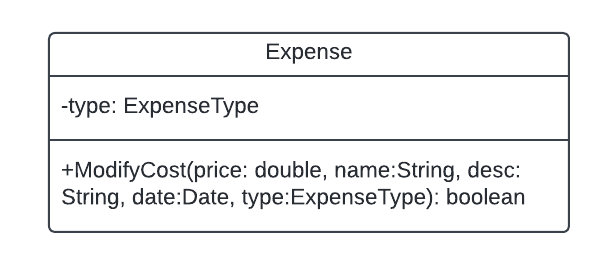 Expense
-type: ExpenseType
+ModifyCost(price: double, name:String, desc:
String, date:Date, type:ExpenseType): boolean